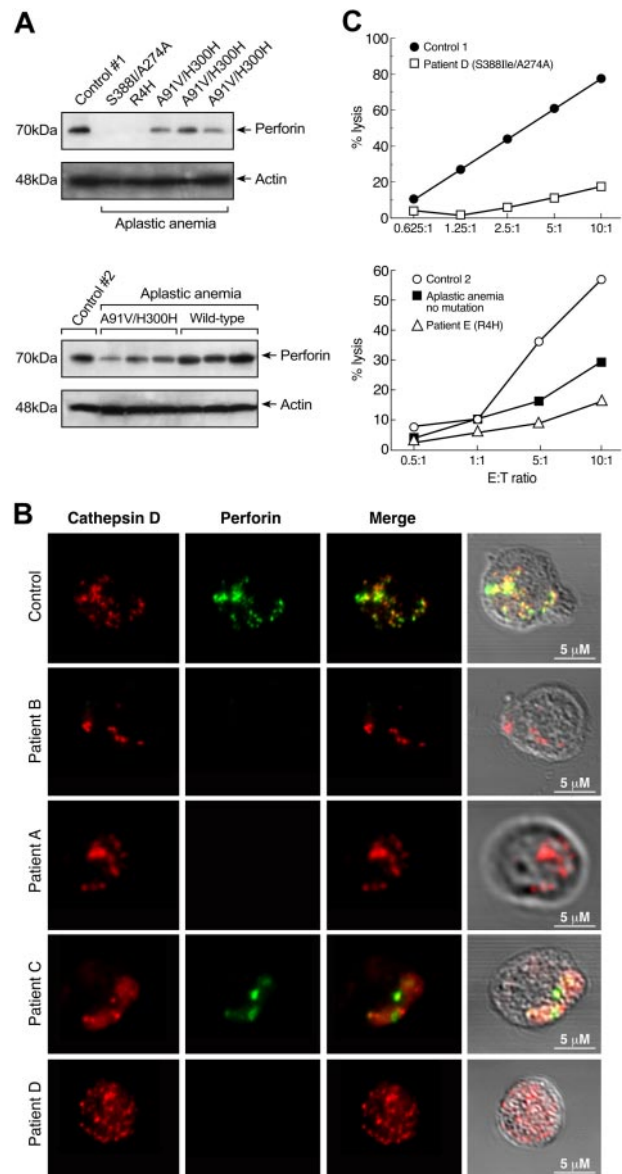 A
Control #1
S388I/A274A
R4H
A91V/H300H
A91V/H300H
A91V/H300H
70kDa
Perforin
48kDa
Actin
Aplastic anemia
Control #2
Aplastic anemia
A91V/H300H
Wild-type
70kDa
Perforin
48kDa
Actin
C
100
80
60
40
20
0
% lysis
Control 1
Patient D (S388Ile/A274A)
0.625:1 1.25:1 2.5:1 5:1 10:1
60
50
40
30
20
10
0
% lysis
Control 2
Aplastic anemia
no mutation
Patient E (R4H)
0.5:1 1:1 5:1 10:1
E:T ratio
B
Cathepsin D Perforin Merge
Control
5 μM
Patient B
5 μM
Patient A
5 μM
Patient C
5 μM
Patient D
5 μM